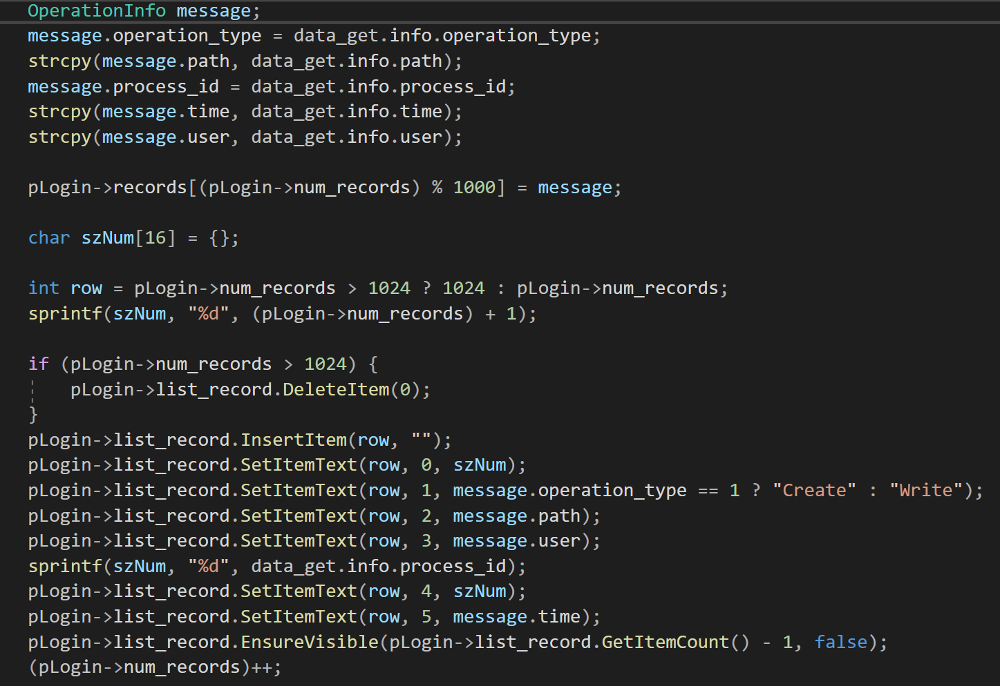 OperationInfo message;
message.operation_type = data_get.info.operation_type;
strcpy(message.path, data_get.info.path);
message.process_id = data_get.info.process_id;
strcpy(message.time, data_get.info.time);
strcpy(message.user, data_get.info.user);
pLogin->records[(pLogin->num_records) % 1000] = message;
char szNum[16] = {};
int row = pLogin->num_records > 1024 ? 1024 : pLogin->num_records;
sprintf(szNum, "%d", (pLogin->num_records) + 1);
if (pLogin->num_records > 1024) {
    pLogin->list_record.DeleteItem(0);
}
pLogin->list_record.InsertItem(row, "");
pLogin->list_record.SetItemText(row, 0, szNum);
pLogin->list_record.SetItemText(row, 1, message.operation_type == 1 ? "Create" : "Write");
pLogin->list_record.SetItemText(row, 2, message.path);
pLogin->list_record.SetItemText(row, 3, message.user);
sprintf(szNum, "%d", data_get.info.process_id);
pLogin->list_record.SetItemText(row, 4, szNum);
pLogin->list_record.SetItemText(row, 5, message.time);
pLogin->list_record.EnsureVisible(pLogin->list_record.GetItemCount() - 1, false);
(pLogin->num_records)++;